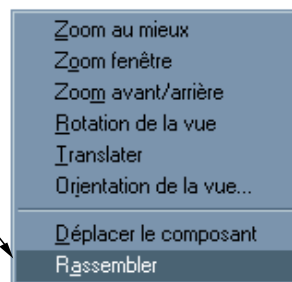 Zoom au mieux
Zoom fenêtre
Zoom avant/arrière
Rotation de la vue
Translater
Orientation de la vue...
Déplacer le composant
Rassembler